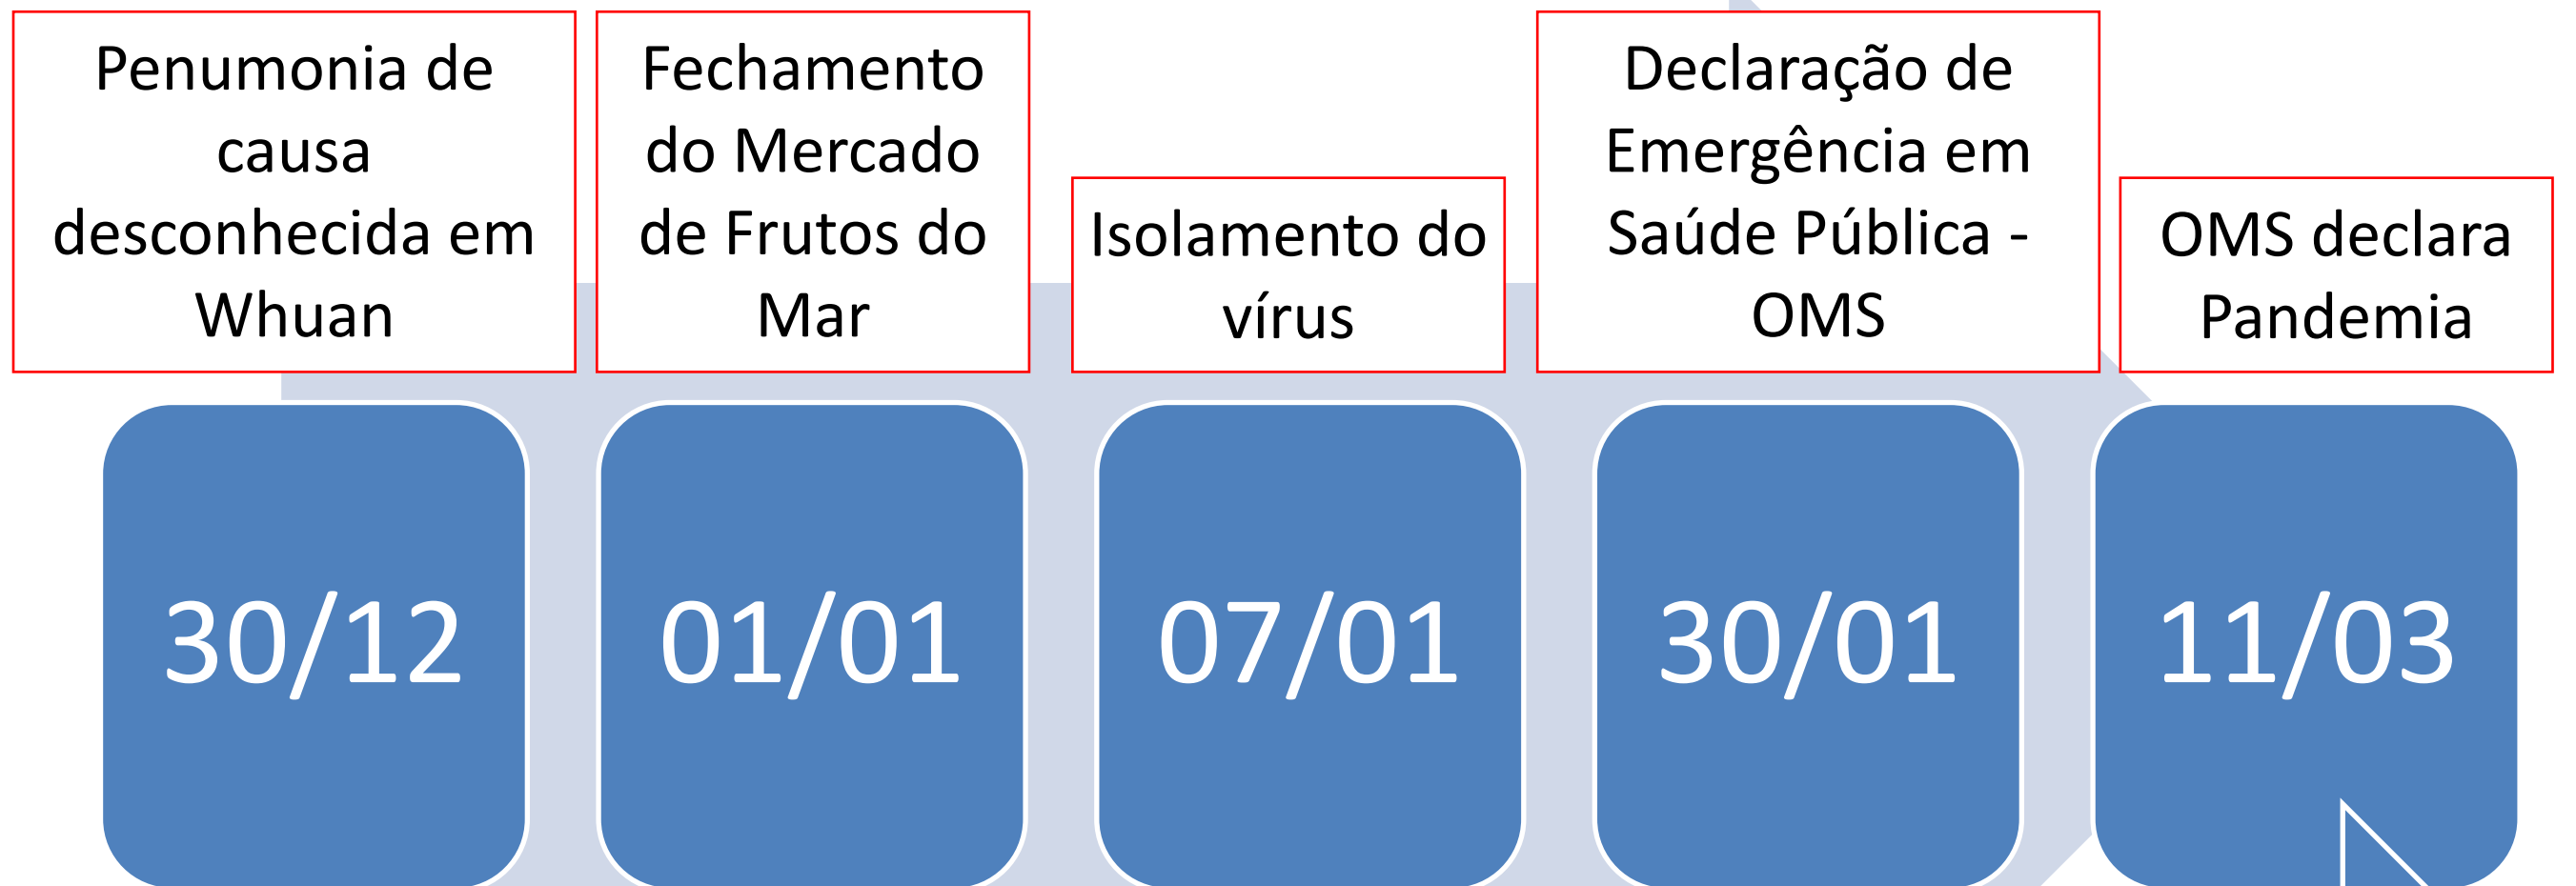 Penumonia de
causa
desconhecida em
Whuan
Fechamento
do Mercado
de Frutos do
Mar
Isolamento do
vírus
Declaração de
Emergência em
Saúde Pública -
OMS
OMS declara
Pandemia
30/12
01/01
07/01
30/01
11/03